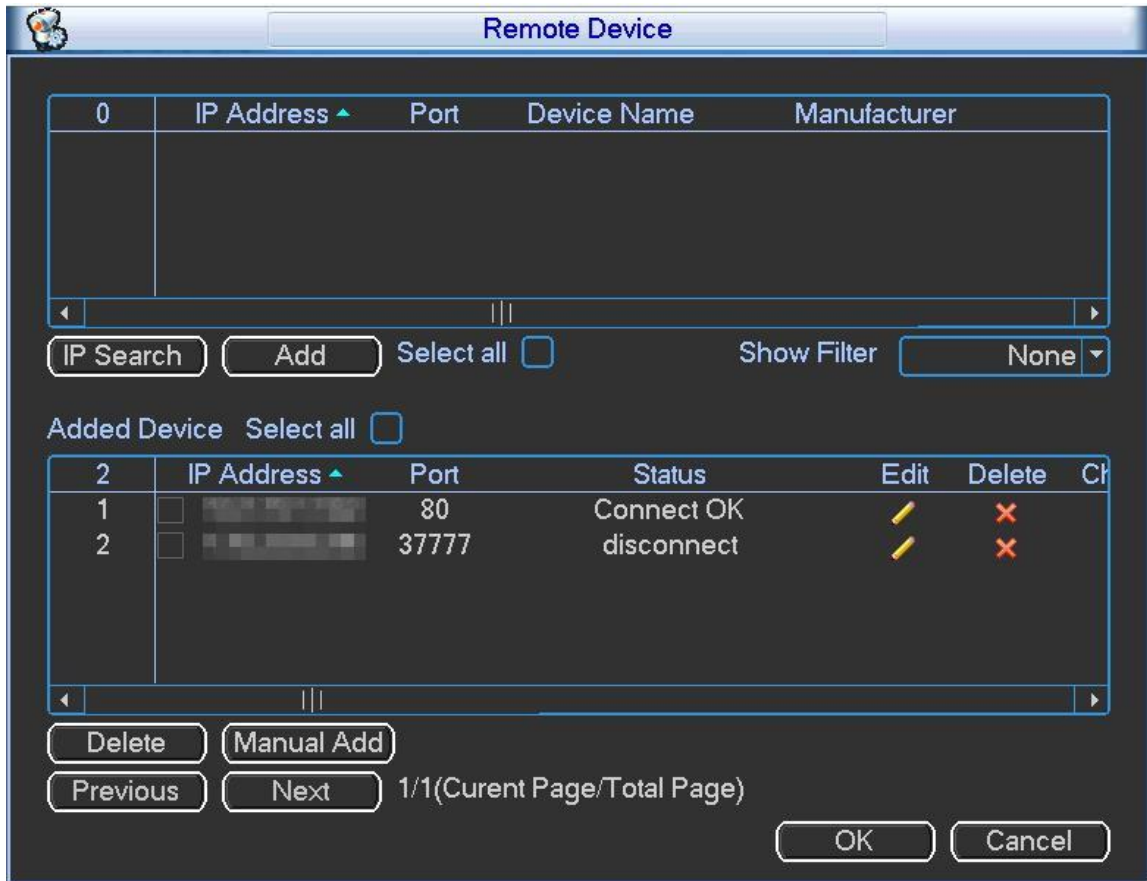 Remote Device
0 IP Address Port Device Name Manufacturer
IP Search Add Select all Show Filter None
Added Device Select all
2 IP Address Port Status Edit Delete
1 80 Connect OK
2 37777 disconnect
Delete Manual Add
Previous Next 1/1(Curent Page/Total Page)
OK Cancel